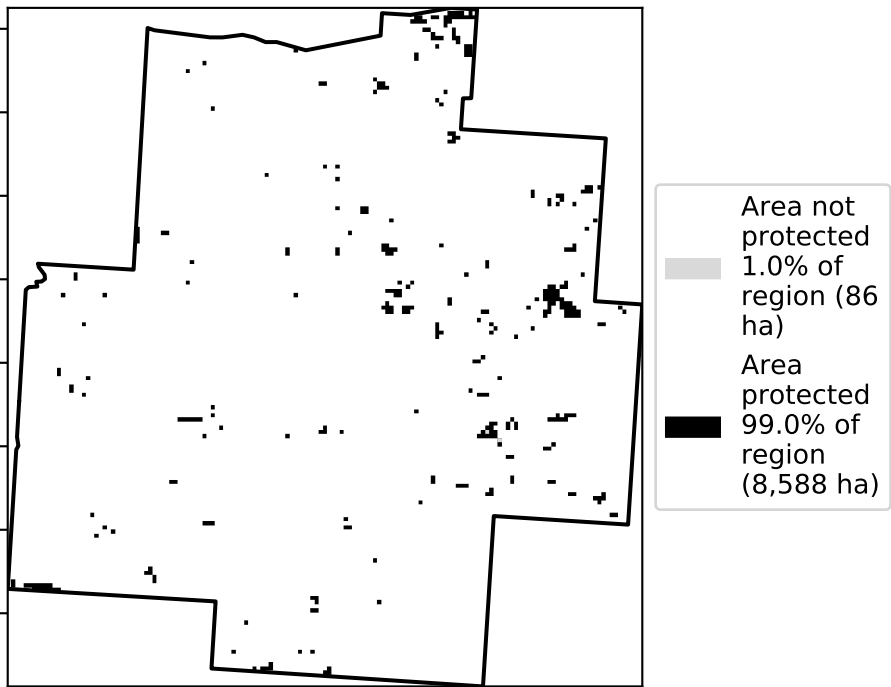 Area not
protected
1.0% of
region (86
ha)
Area
protected
99.0% of
region
(8,588 ha)